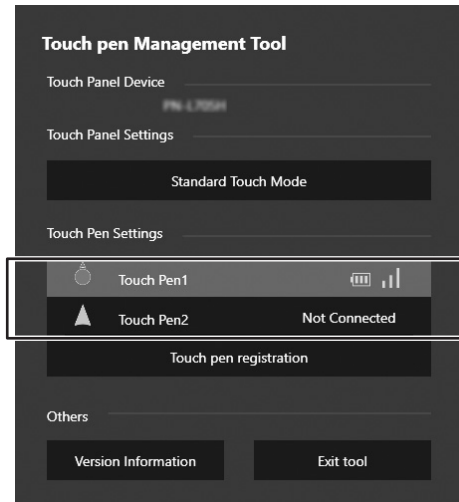 Touch pen Management Tool
Touch Panel Device
Touch Panel Settings
Standard Touch Mode
Touch Pen Settings
Touch Pen1
Touch Pen2 Not Connected
Touch pen registration
Others
Version Information Exit tool